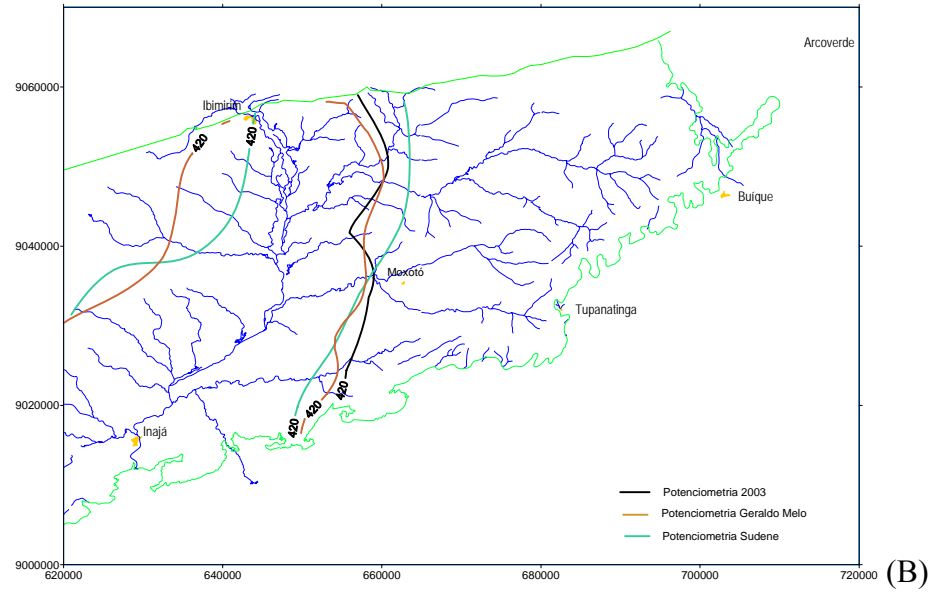 Arcoverde
9060000
Ibimirim
420
420
Buique
9040000
Moxotó
Tupanatinga
420
9020000
420
420
Inajá
Potenciometria 2003
Potenciometria Geraldo Melo
Potenciometria Sudene
9000000
620000 640000 660000 680000 700000 720000
(B)